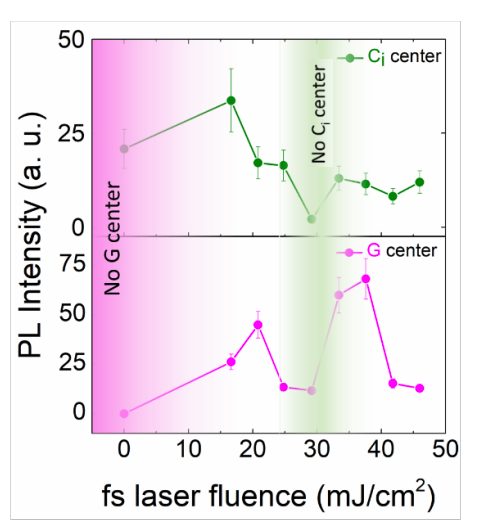 50
25
0
Cᵢ center
No Cᵢ center
No G center
PL Intensity (a. u.)
G center
75
50
25
0
0 10 20 30 40 50
fs laser fluence (mJ/cm²)